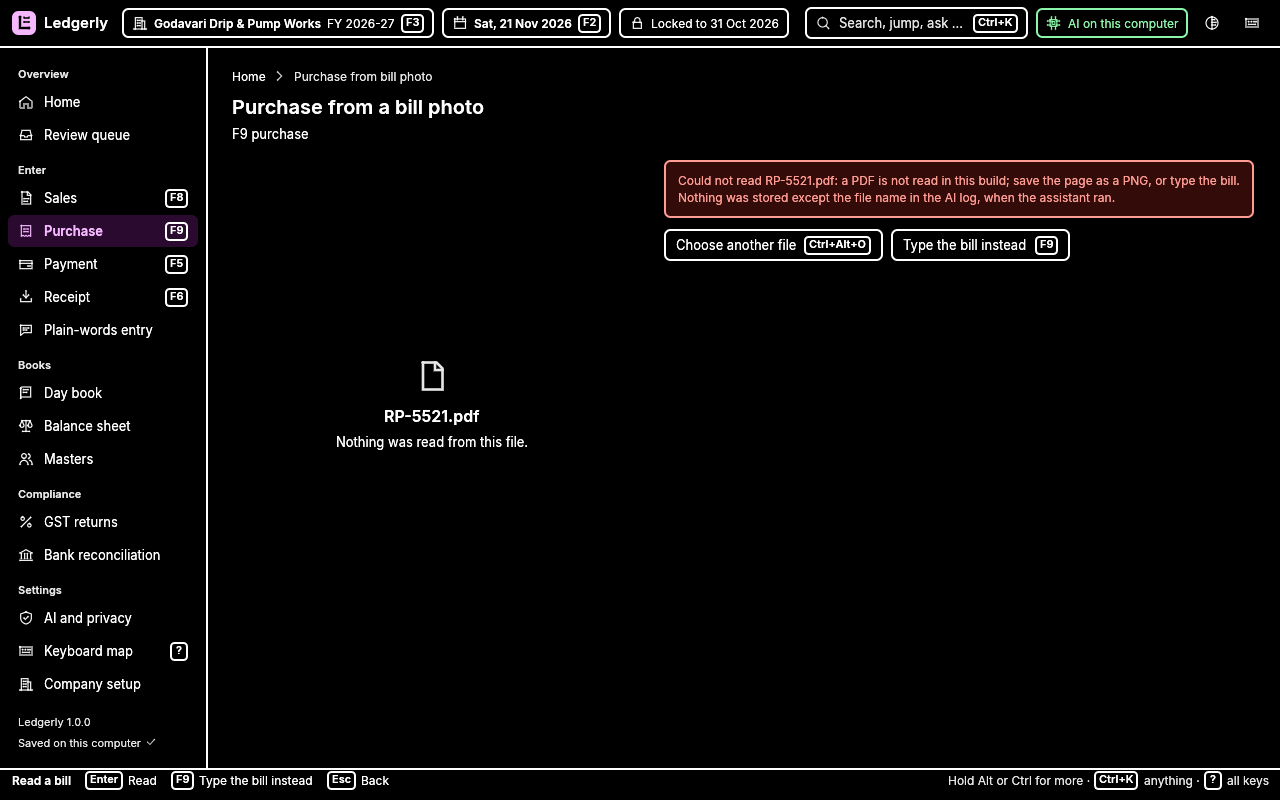 Ledgerly
Godavari Drip & Pump Works FY 2026-27 F3
Sat, 21 Nov 2026 F2
Locked to 31 Oct 2026
Search, jump, ask ... Ctrl+K
AI on this computer
Overview
Home
Review queue
Enter
Sales F8
Purchase F9
Payment F5
Receipt F6
Plain-words entry
Books
Day book
Balance sheet
Masters
Compliance
GST returns
Bank reconciliation
Settings
AI and privacy
Keyboard map ?
Company setup
Ledgerly 1.0.0
Saved on this computer
Home > Purchase from bill photo
Purchase from a bill photo
F9 purchase
RP-5521.pdf
Nothing was read from this file.
Could not read RP-5521.pdf: a PDF is not read in this build; save the page as a PNG, or type the bill.
Nothing was stored except the file name in the AI log, when the assistant ran.
Choose another file Ctrl+Alt+O
Type the bill instead F9
Read a bill Enter Read F9 Type the bill instead Esc Back
Hold Alt or Ctrl for more · Ctrl+K anything · ? all keys